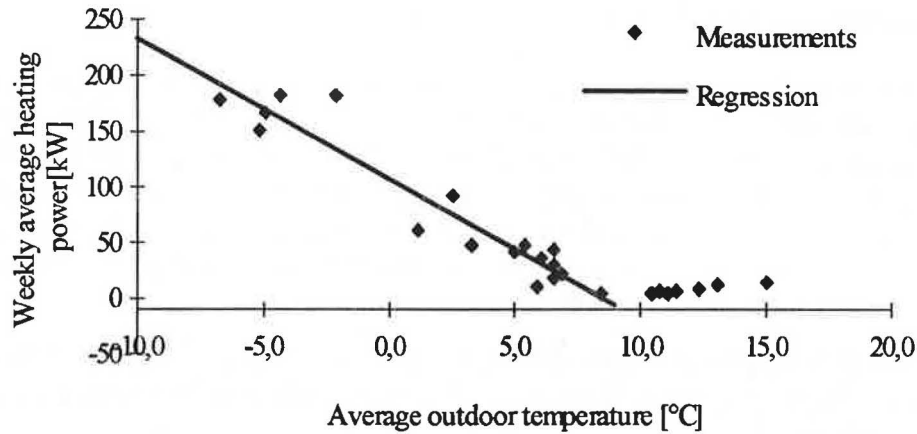 250
200
150
100
50
0
-50
Weekly average heating
power[kW]
Measurements
Regression
-10,0
-5,0
0,0
5,0
10,0
15,0
20,0
Average outdoor temperature [°C]